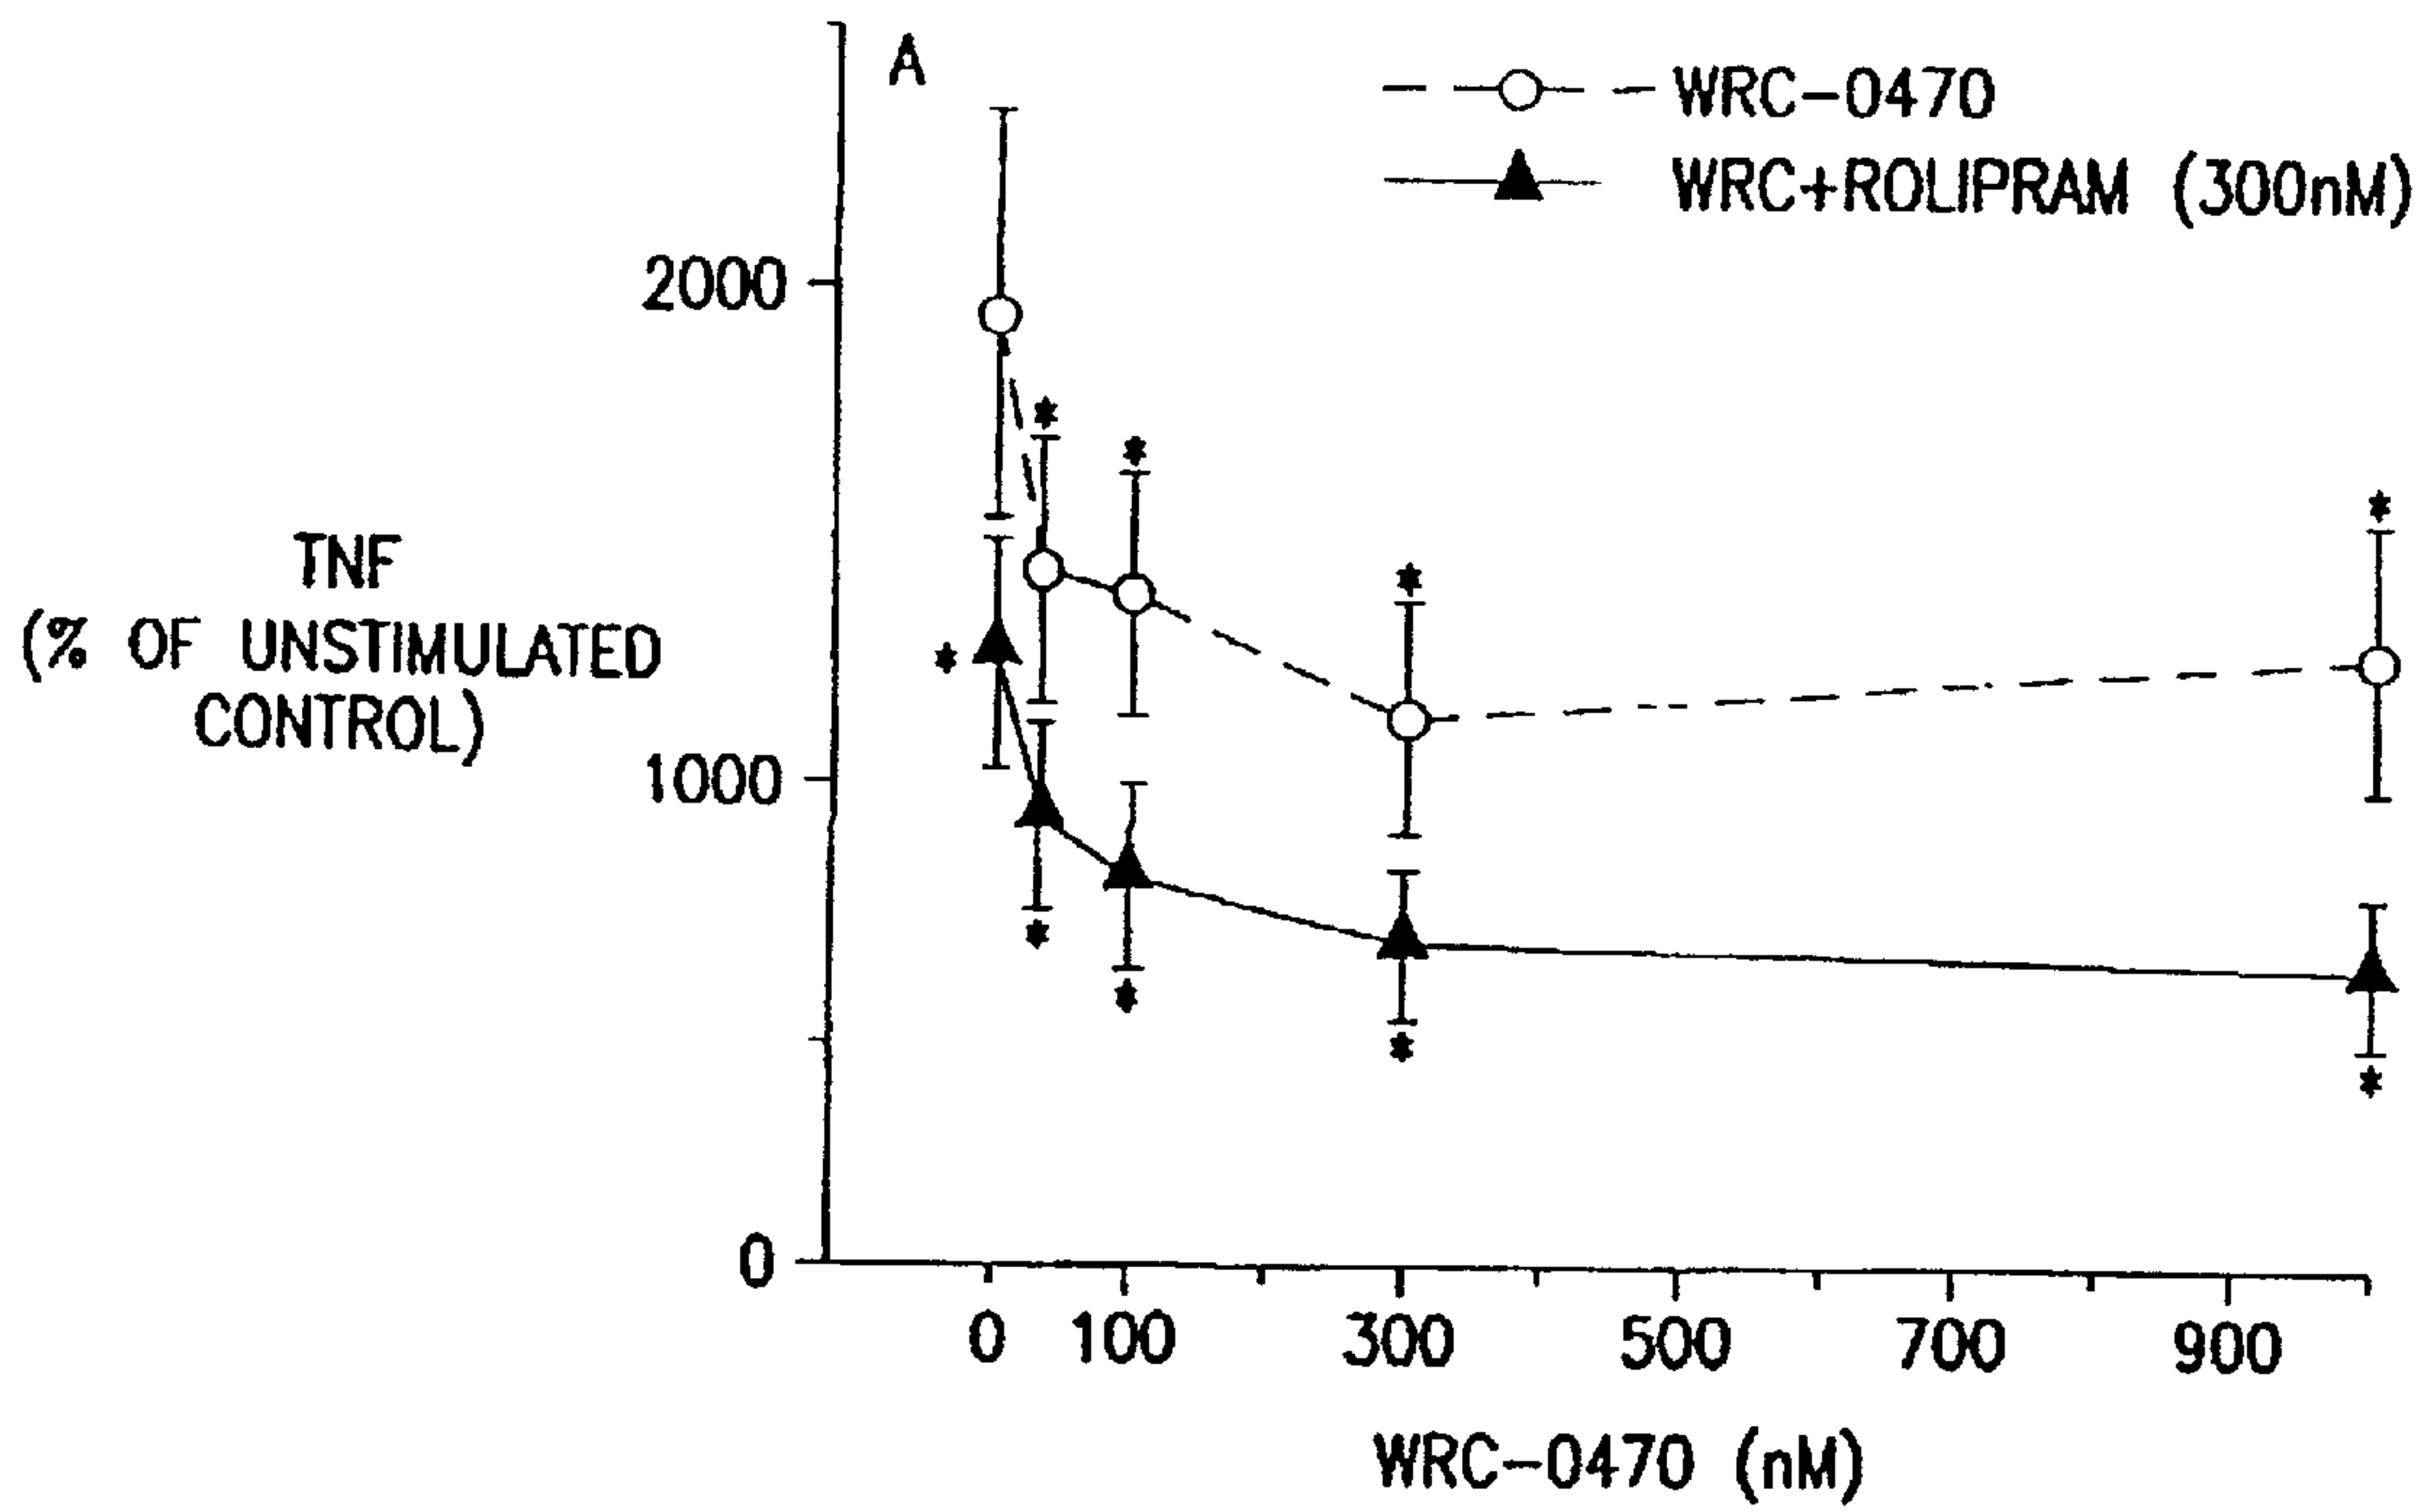 A
WRC-0470
WRC+ROLIPRAM (300nM)
2000
TNF
(% OF UNSTIMULATED
CONTROL)
1000
0
0 100 300 500 700 900
WRC-0470 (nM)
* * * * * * * * *